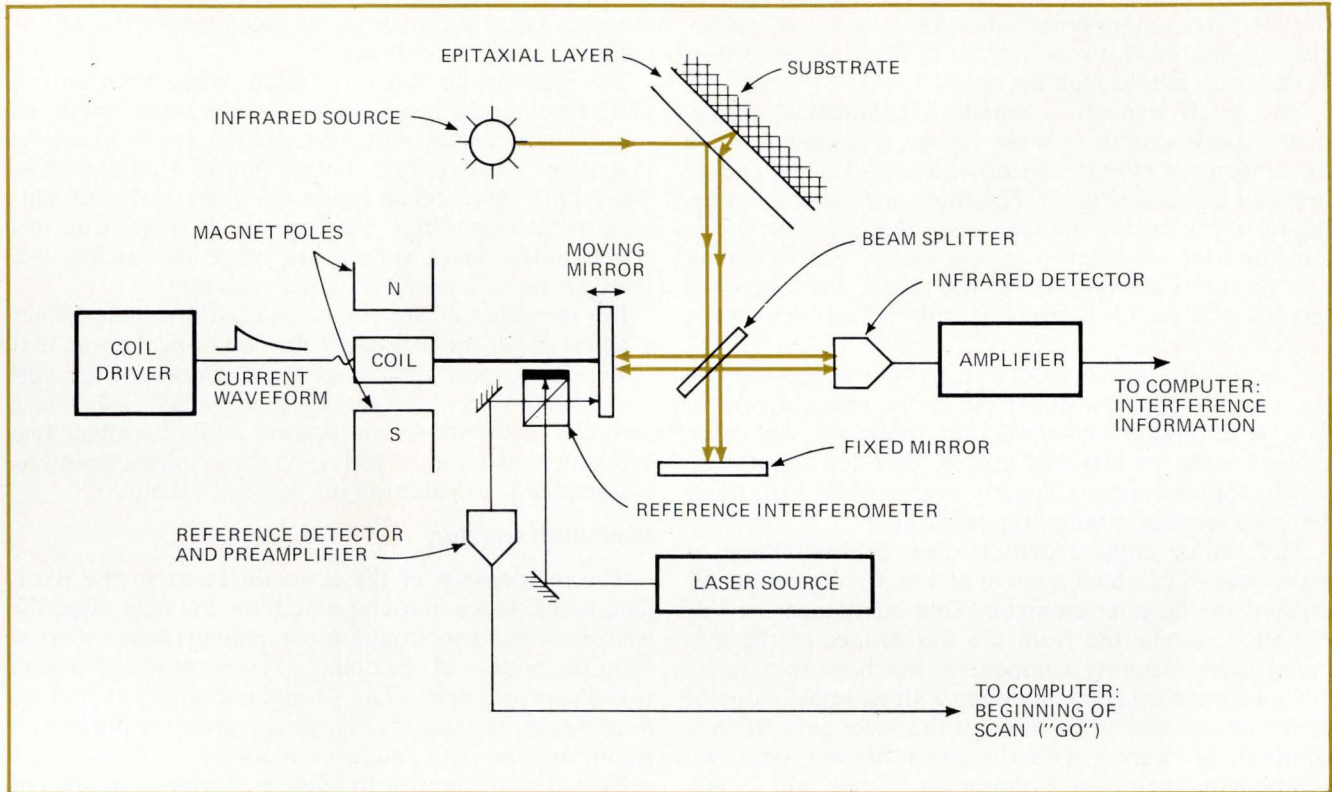 EPITAXIAL LAYER
SUBSTRATE
INFRARED SOURCE
MAGNET POLES
MOVING
MIRROR
BEAM SPLITTER
INFRARED DETECTOR
N
COIL
DRIVER
COIL
AMPLIFIER
CURRENT
WAVEFORM
TO COMPUTER:
INTERFERENCE
INFORMATION
S
FIXED MIRROR
REFERENCE INTERFEROMETER
REFERENCE DETECTOR
AND PREAMPLIFIER
LASER SOURCE
TO COMPUTER:
BEGINNING OF
SCAN ("GO")